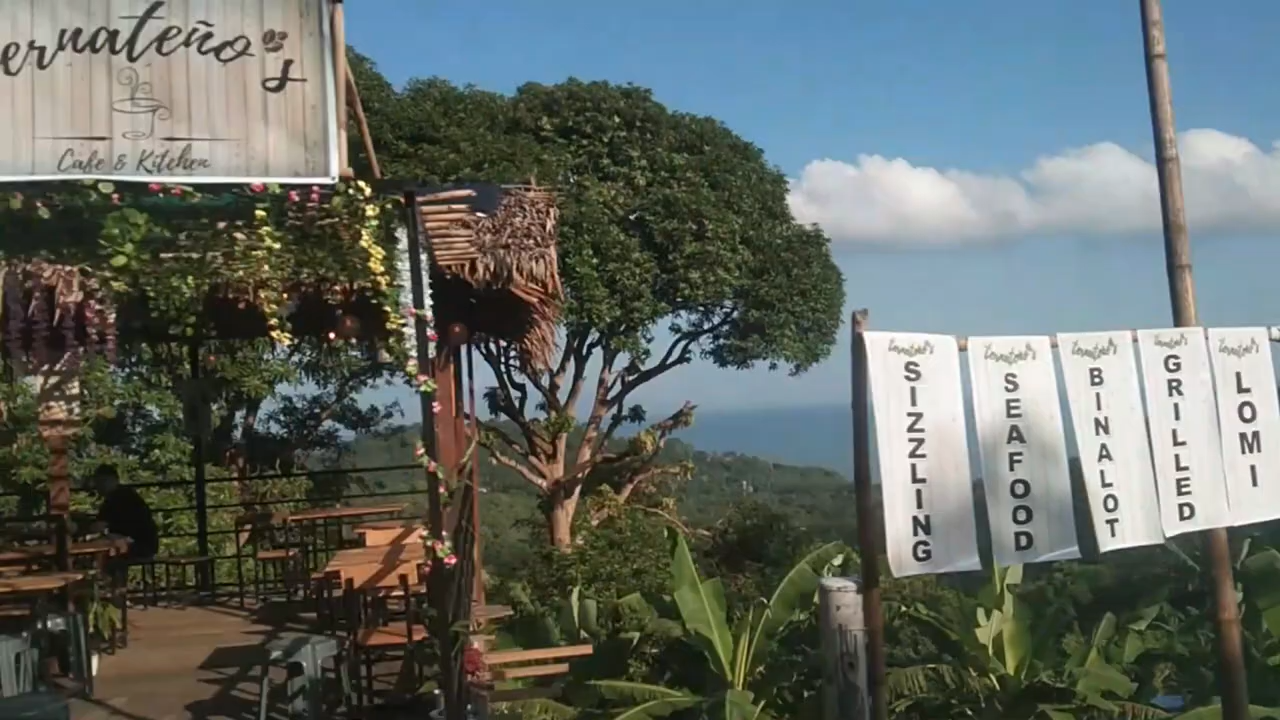 ernateño's
Cafe & Kitchen
SIZZLING
SEAFOOD
BINALOT
GRILLED
LOMI